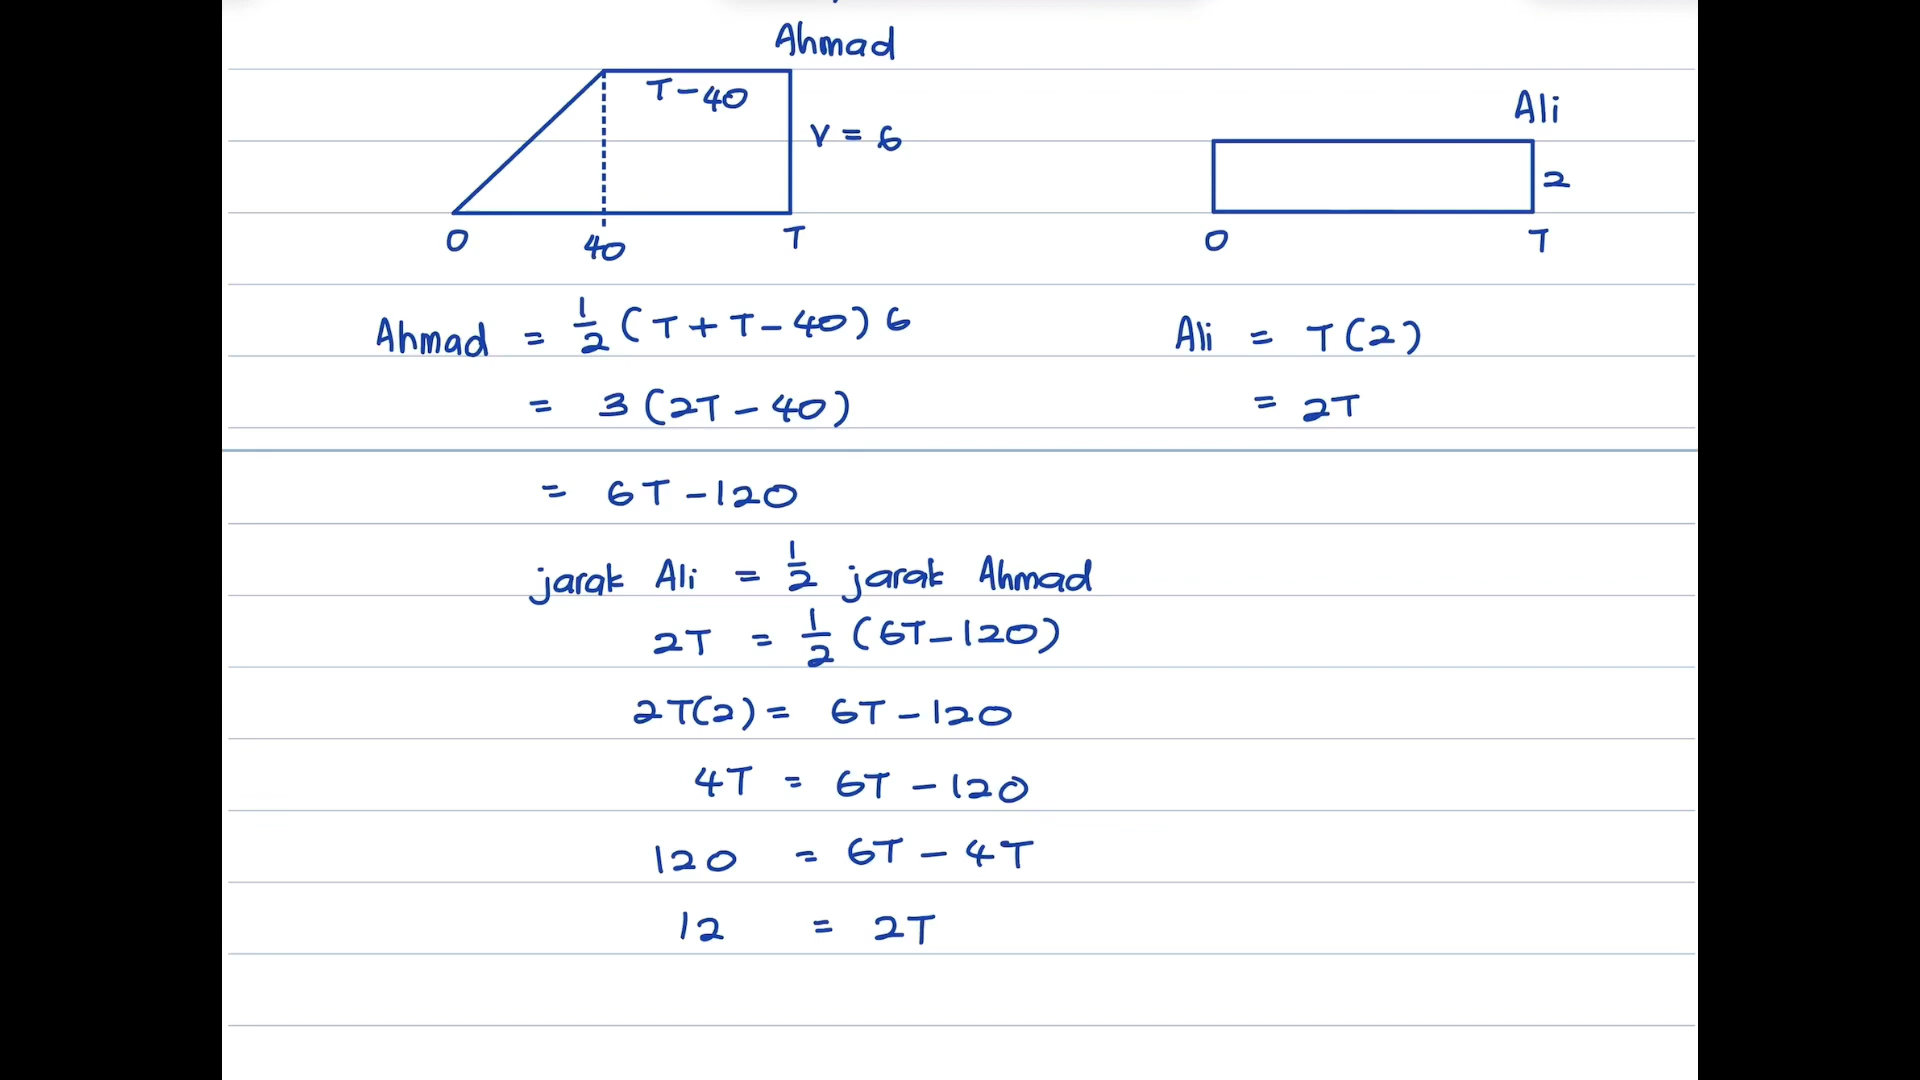 Ahmad
T - 40
v = 6
0 40 T
Ali
2
0 T
Ahmad = 1/2 (T + T - 40) 6
= 3 (2T - 40)
Ali = T(2)
= 2T
= 6T - 120
jarak Ali = 1/2 jarak Ahmad
2T = 1/2 (6T - 120)
2T(2) = 6T - 120
4T = 6T - 120
120 = 6T - 4T
12 = 2T